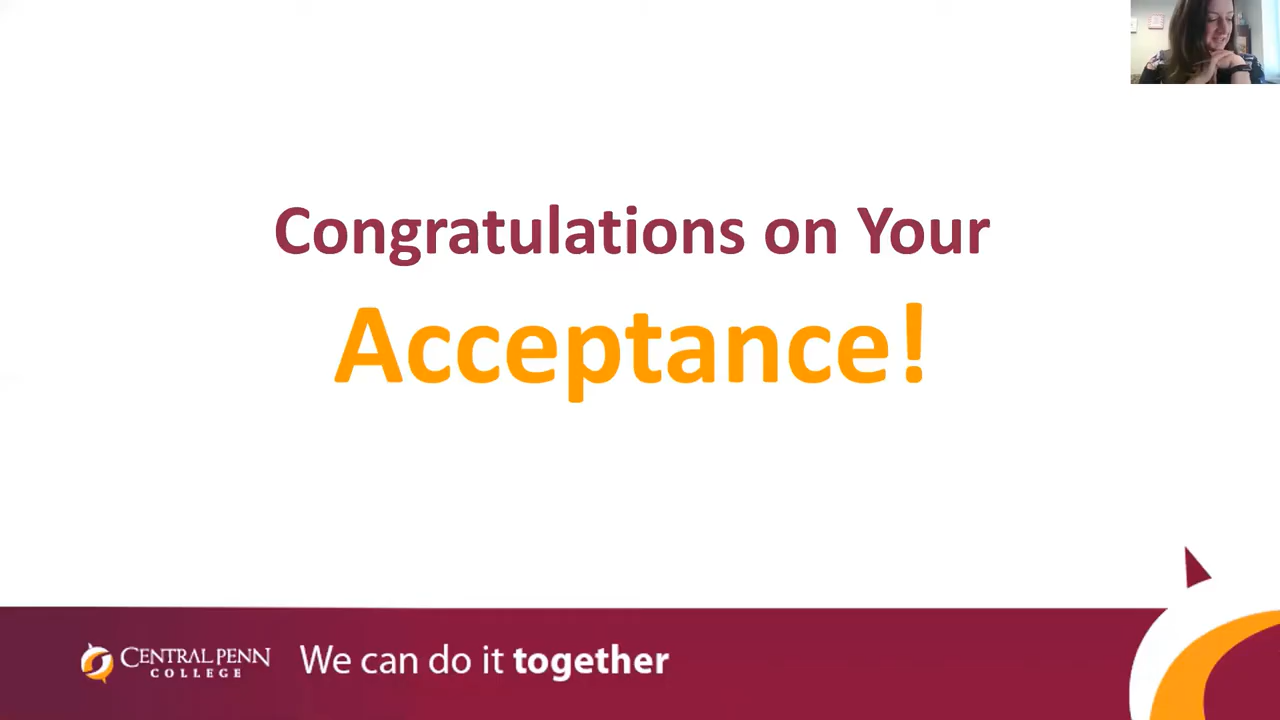 Congratulations on Your
Acceptance!
CENTRAL PENN
COLLEGE
We can do it together